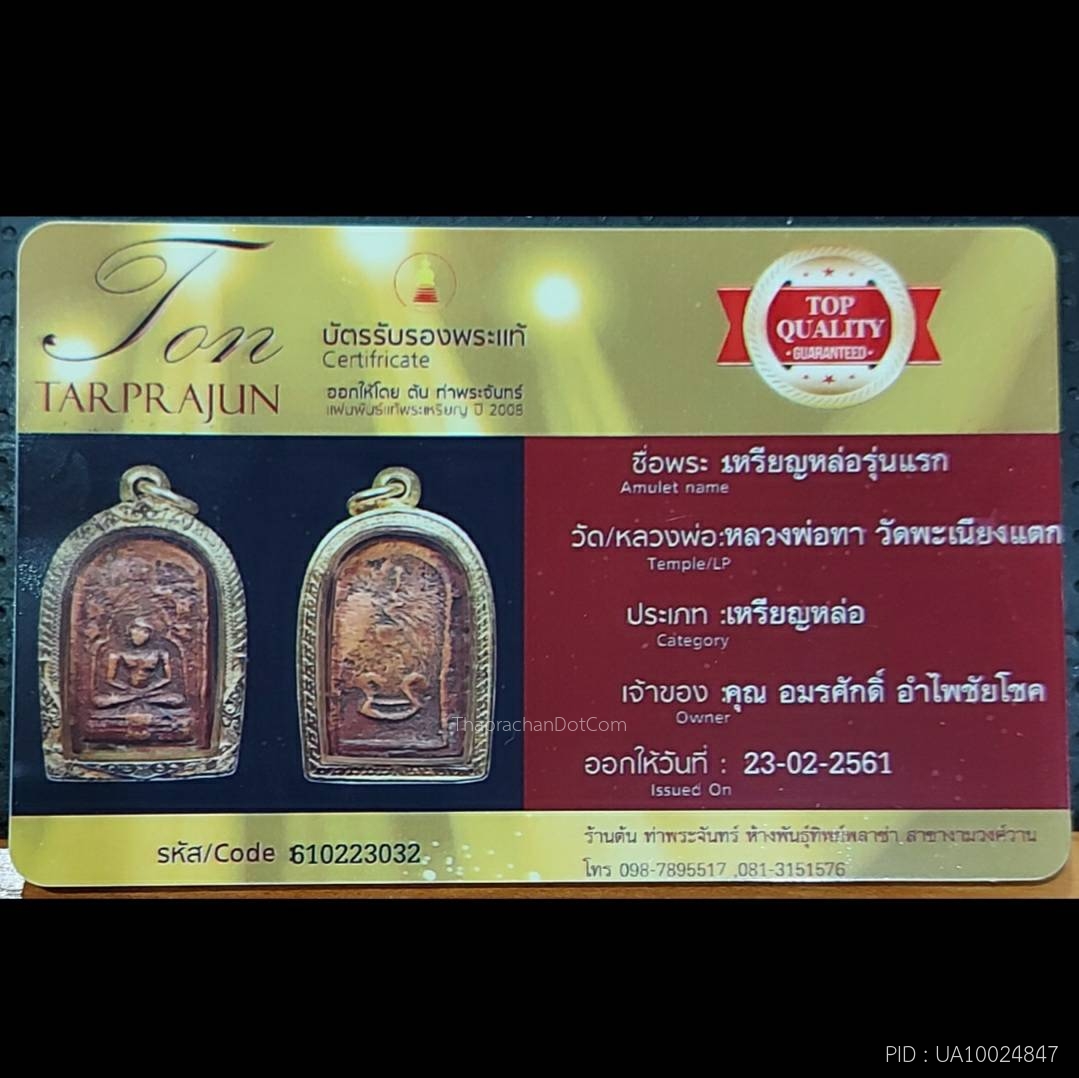 Ton
TARPRAJUN
บัตรรับรองพระแท้
Certifricate
ออกให้โดย ต้น ท่าพระจันทร์
แฟนพันธุ์แท้พระเหรียญ ปี 2008
TOP
QUALITY
GUARANTEED
ชื่อพระ :เหรียญหล่อรุ่นแรก
Amulet name
วัด/หลวงพ่อ:หลวงพ่อทา วัดพะเนียงแตก
Temple/LP
ประเภท :เหรียญหล่อ
Category
เจ้าของ :คุณ อมรศักดิ์ อำไพชัยโชค
Owner
ออกให้วันที่ : 23-02-2561
Issued On
ThaprachanDotCom
รหัส/Code :610223032
ร้านต้น ท่าพระจันทร์ ห้างพันธุ์ทิพย์พลาซ่า สาขางามวงศ์วาน
โทร 098-7895517 ,081-3151576
PID : UA10024847